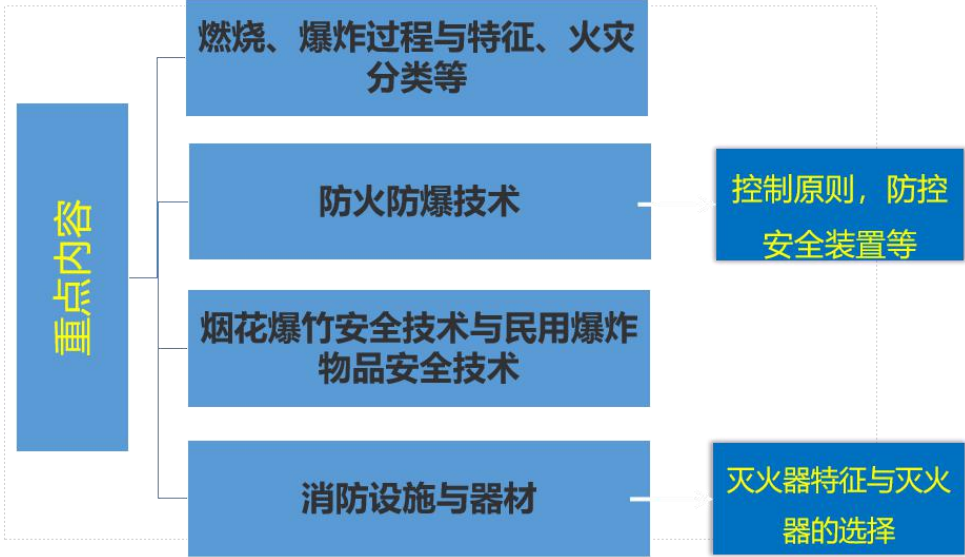 重点内容
燃烧、爆炸过程与特征、火灾
分类等
防火防爆技术
控制原则，防控
安全装置等
烟花爆竹安全技术与民用爆炸
物品安全技术
消防设施与器材
灭火器特征与灭火
器的选择